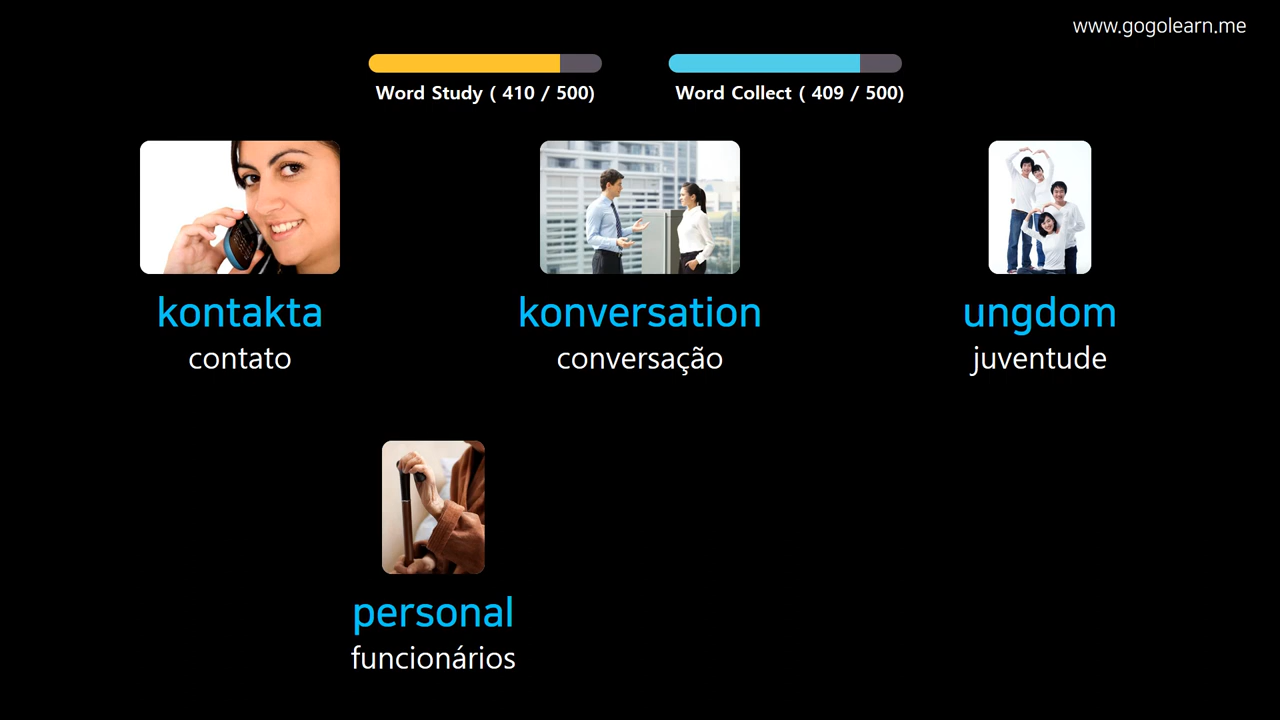 www.gogolearn.me
Word Study ( 410 / 500)
Word Collect ( 409 / 500)
kontakta
contato
konversation
conversação
ungdom
juventude
personal
funcionários